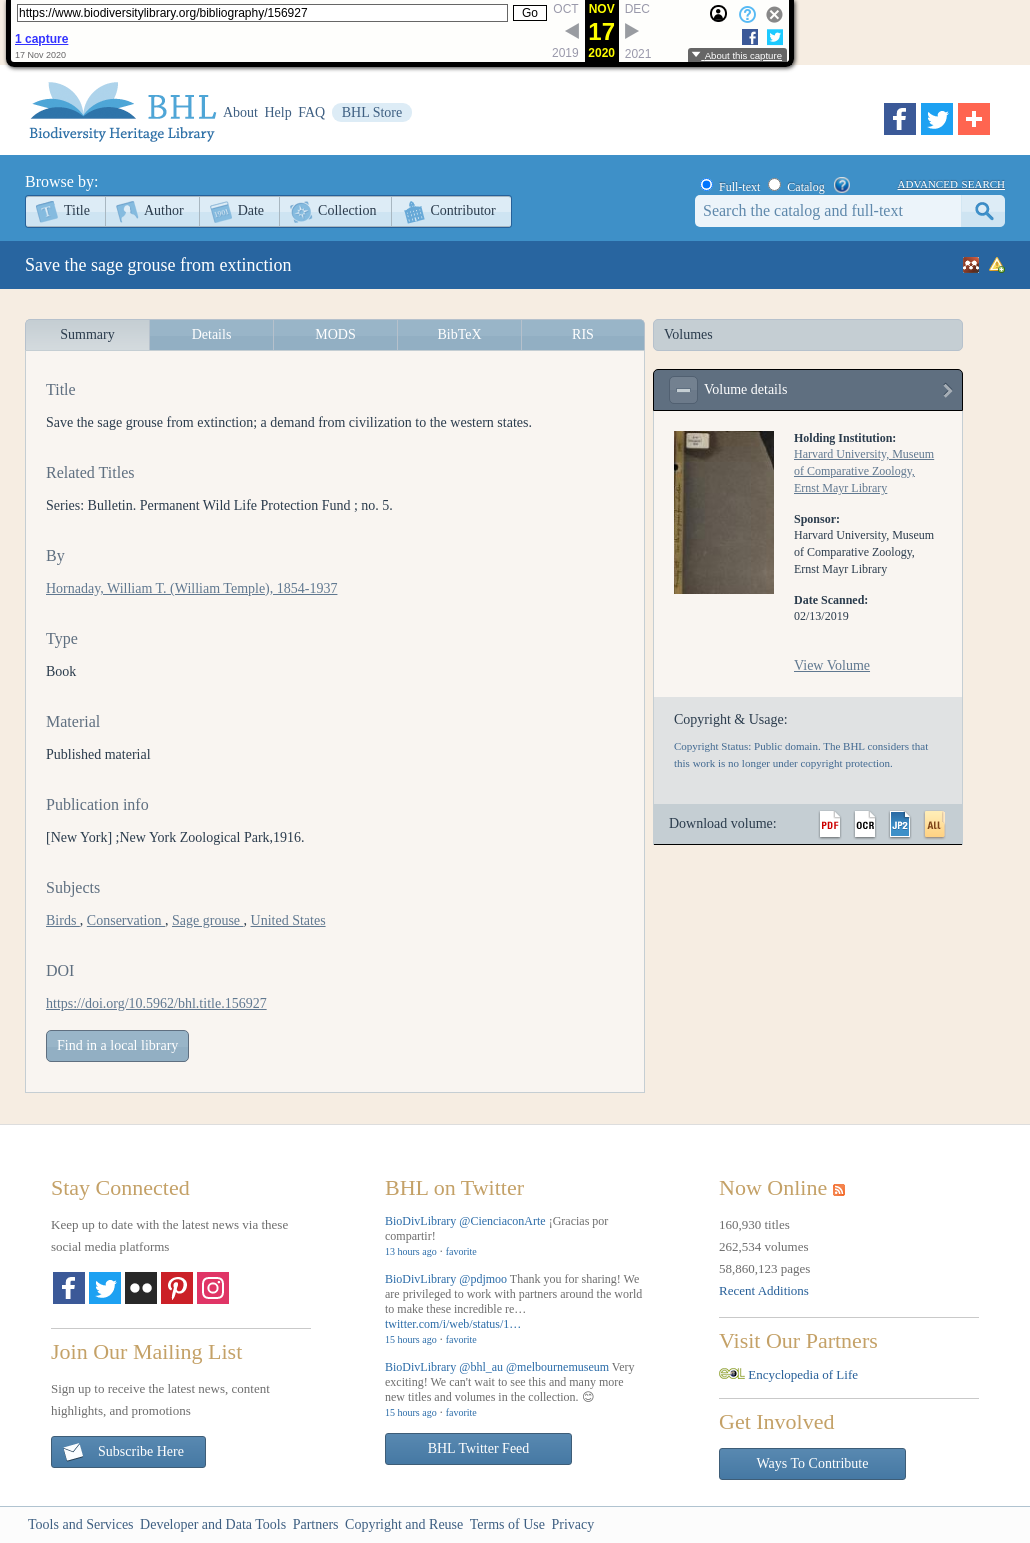 https://www.biodiversitylibrary.org/bibliography/156927
Go
OCT NOV DEC
17
2019 2020 2021
1 capture
17 Nov 2020
About this capture
BHL
Biodiversity Heritage Library
About Help FAQ BHL Store
Browse by:
Title Author Date Collection Contributor
Full-text Catalog ? ADVANCED SEARCH
Search the catalog and full-text
Save the sage grouse from extinction
Summary Details MODS BibTeX RIS
Title
Save the sage grouse from extinction; a demand from civilization to the western states.
Related Titles
Series: Bulletin. Permanent Wild Life Protection Fund ; no. 5.
By
Hornaday, William T. (William Temple), 1854-1937
Type
Book
Material
Published material
Publication info
[New York] ;New York Zoological Park,1916.
Subjects
Birds , Conservation , Sage grouse , United States
DOI
https://doi.org/10.5962/bhl.title.156927
Find in a local library
Volumes
Volume details
Holding Institution:
Harvard University, Museum
of Comparative Zoology,
Ernst Mayr Library
Sponsor:
Harvard University, Museum
of Comparative Zoology,
Ernst Mayr Library
Date Scanned:
02/13/2019
View Volume
Copyright & Usage:
Copyright Status: Public domain. The BHL considers that
this work is no longer under copyright protection.
Download volume: PDF OCR JP2 ALL
Stay Connected
Keep up to date with the latest news via these
social media platforms
Join Our Mailing List
Sign up to receive the latest news, content
highlights, and promotions
Subscribe Here
BHL on Twitter
BioDivLibrary @CienciaconArte ¡Gracias por
compartir!
13 hours ago · favorite
BioDivLibrary @pdjmoo Thank you for sharing! We
are privileged to work with partners around the world
to make these incredible re…
twitter.com/i/web/status/1…
15 hours ago · favorite
BioDivLibrary @bhl_au @melbournemuseum Very
exciting! We can't wait to see this and many more
new titles and volumes in the collection. 😊
15 hours ago · favorite
BHL Twitter Feed
Now Online
160,930 titles
262,534 volumes
58,860,123 pages
Recent Additions
Visit Our Partners
EOL Encyclopedia of Life
Get Involved
Ways To Contribute
Tools and Services Developer and Data Tools Partners Copyright and Reuse Terms of Use Privacy